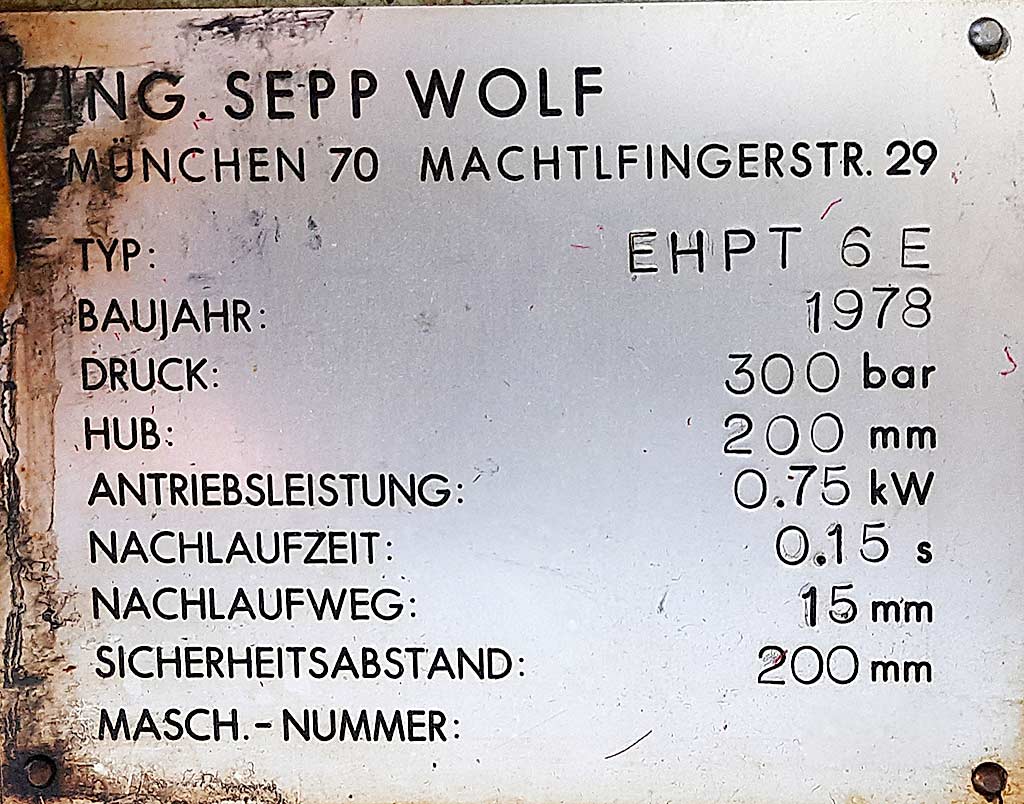 ING. SEPP WOLF
MÜNCHEN 70 MACHTLFINGERSTR. 29
TYP: EHPT 6 E
BAUJAHR: 1978
DRUCK: 300 bar
HUB: 200 mm
ANTRIEBSLEISTUNG: 0.75 kW
NACHLAUFZEIT: 0.15 s
NACHLAUFWEG: 15 mm
SICHERHEITSABSTAND: 200 mm
MASCH.-NUMMER: